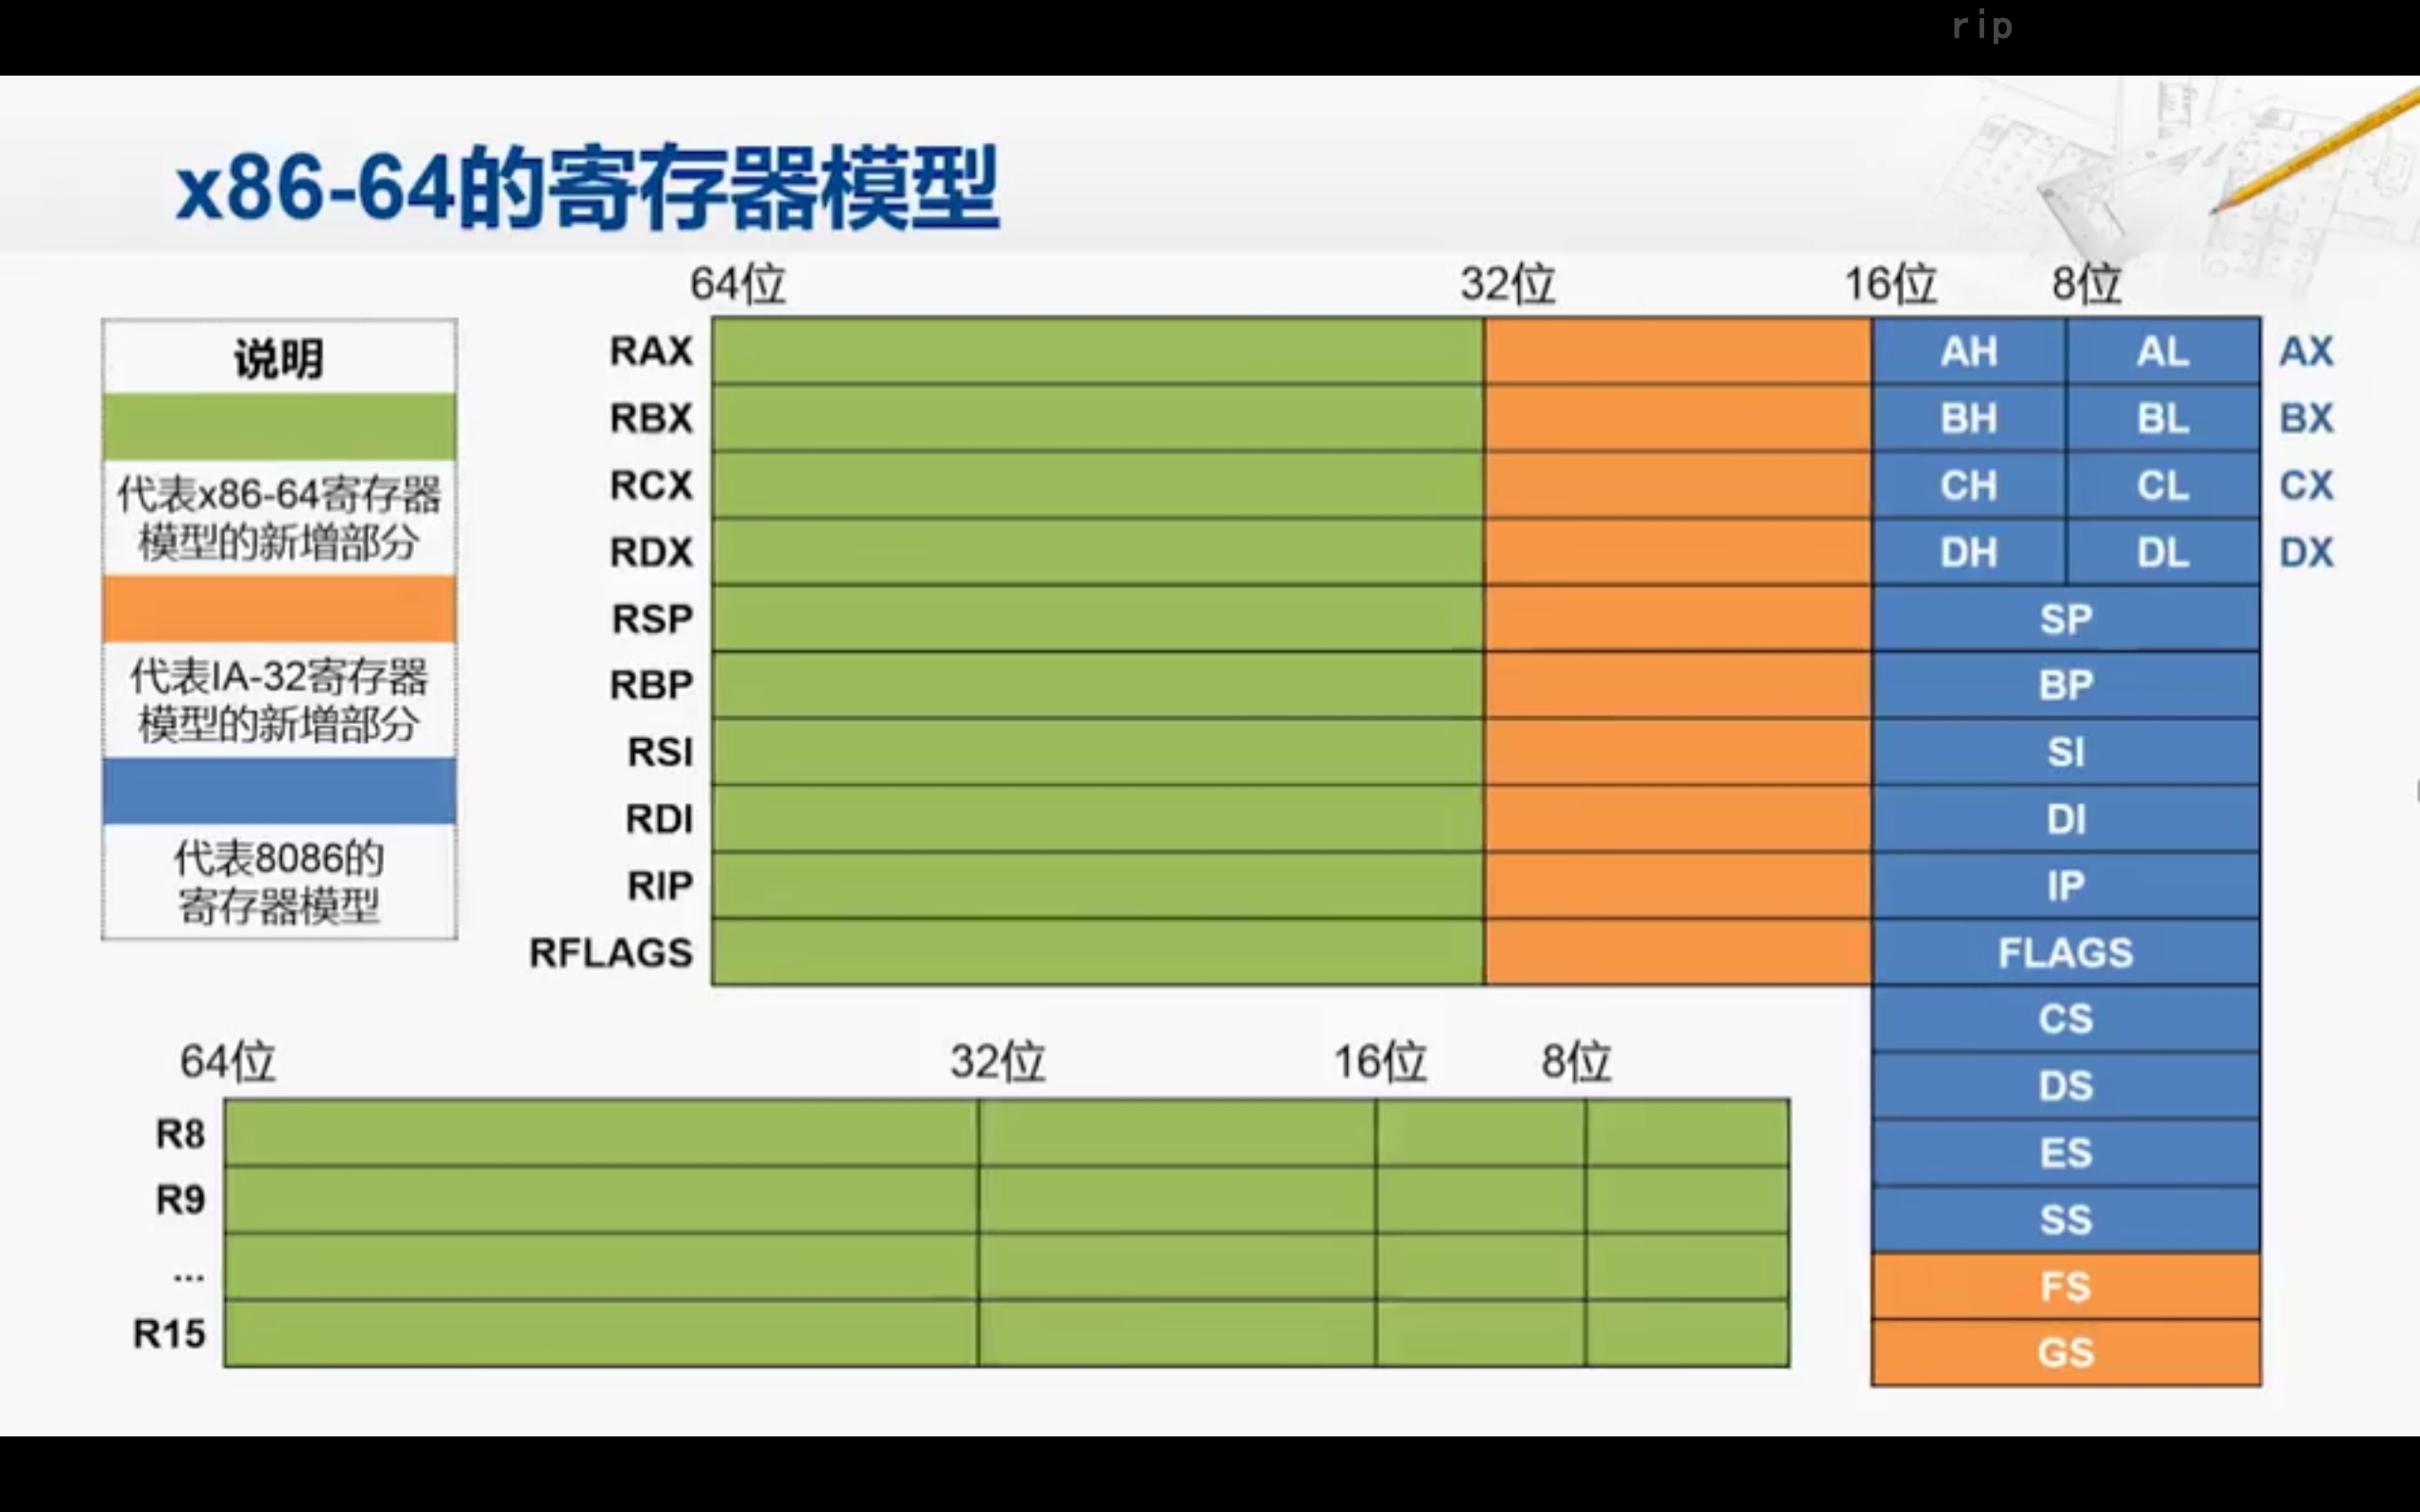 rip
x86-64的寄存器模型
说明
代表x86-64寄存器
模型的新增部分
代表IA-32寄存器
模型的新增部分
代表8086的
寄存器模型
64位 32位 16位 8位
RAX AH AL AX
RBX BH BL BX
RCX CH CL CX
RDX DH DL DX
RSP SP
RBP BP
RSI SI
RDI DI
RIP IP
RFLAGS FLAGS
CS
DS
ES
SS
FS
GS
64位 32位 16位 8位
R8
R9
...
R15